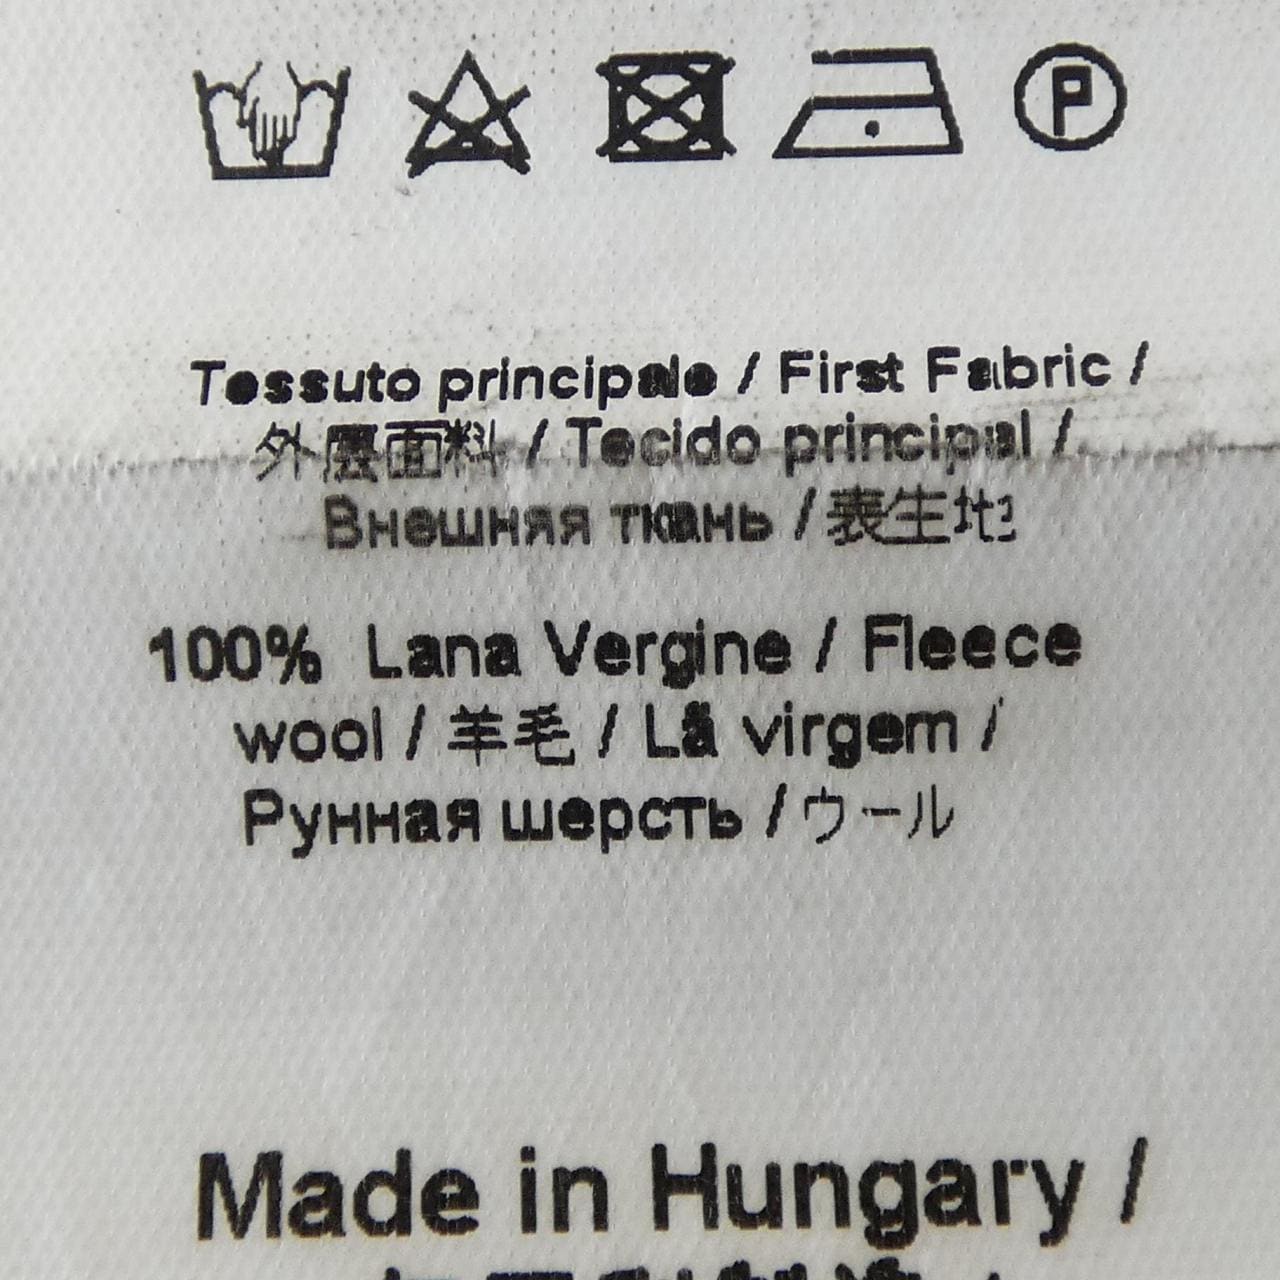 P
Tessuto principale / First Fabric /
外層面料 / Tecido principal /
Внешняя ткань / 表生地
100% Lana Vergine / Fleece
wool / 羊毛 / Lã virgem /
Рунная шерсть / ウール
Made in Hungary /